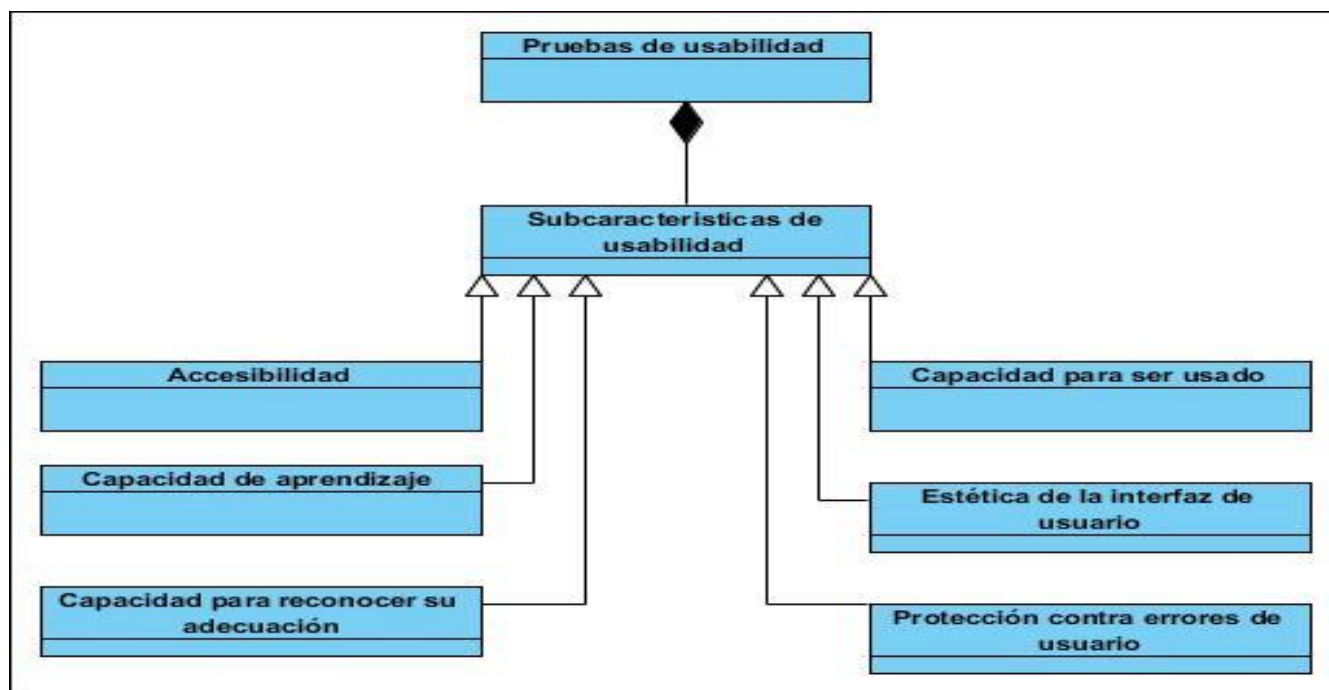 Pruebas de usabilidad
Subcaracteristicas de
usabilidad
Accesibilidad
Capacidad para ser usado
Capacidad de aprendizaje
Estética de la interfaz de
usuario
Capacidad para reconocer su
adecuación
Protección contra errores de
usuario